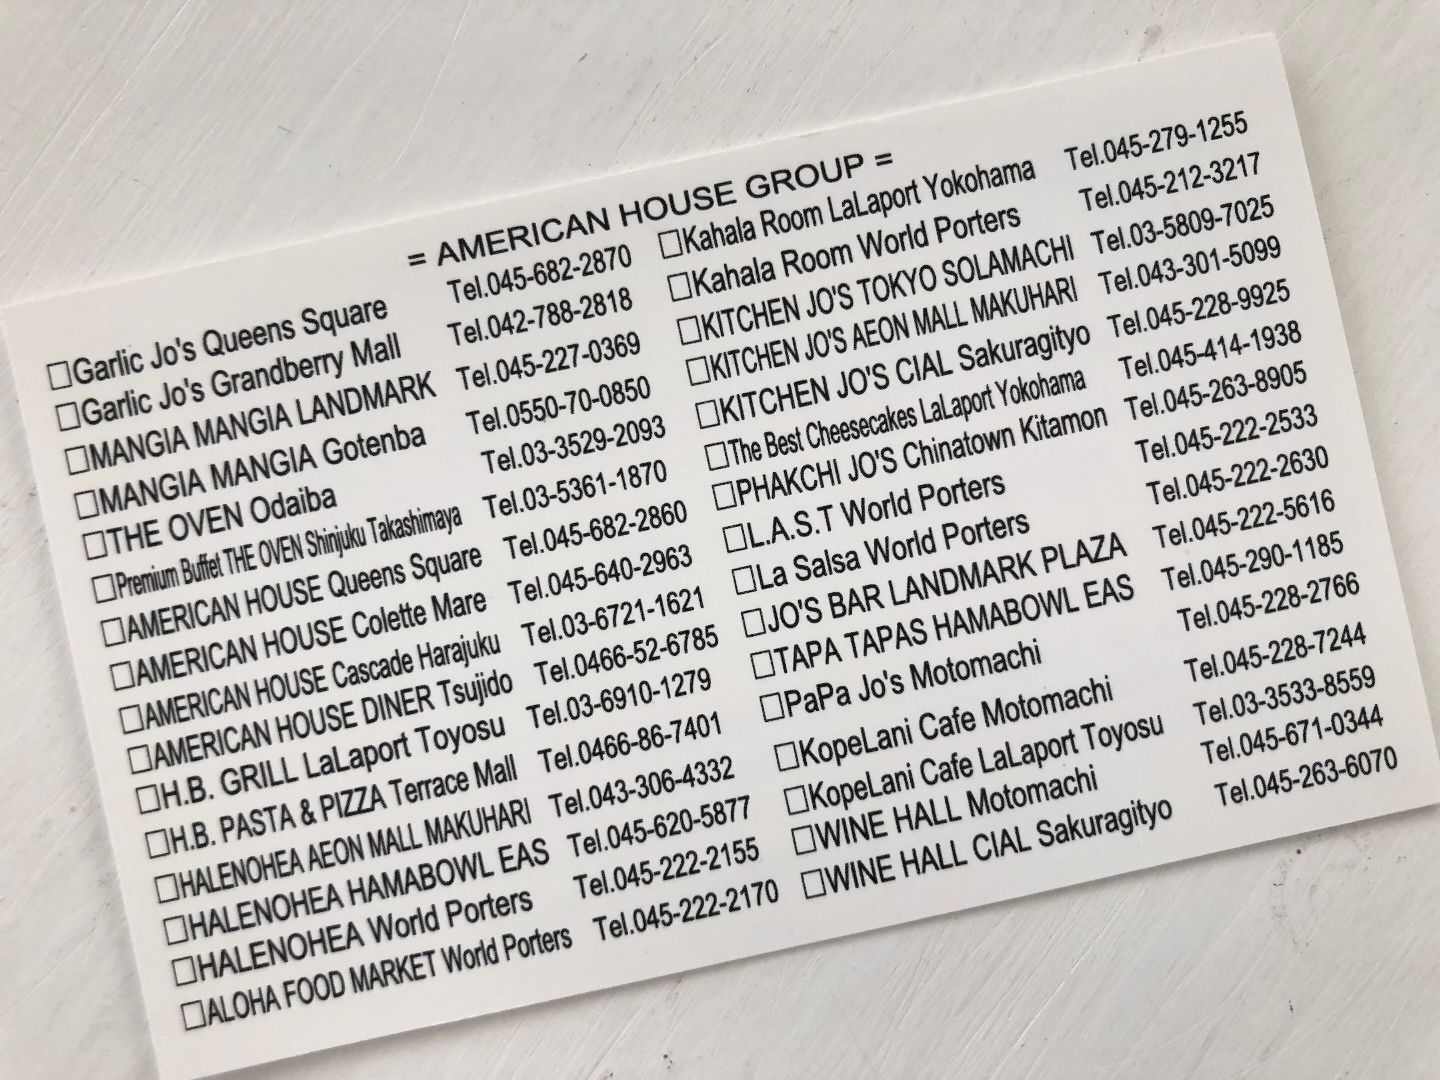 = AMERICAN HOUSE GROUP =
□Garlic Jo's Queens Square Tel.045-682-2870
□Garlic Jo's Grandberry Mall Tel.042-788-2818
□MANGIA MANGIA LANDMARK Tel.045-227-0369
□MANGIA MANGIA Gotenba Tel.0550-70-0850
□THE OVEN Odaiba Tel.03-3529-2093
□Premium Buffet THE OVEN Shinjuku Takashimaya Tel.03-5361-1870
□AMERICAN HOUSE Queens Square Tel.045-682-2860
□AMERICAN HOUSE Colette Mare Tel.045-640-2963
□AMERICAN HOUSE Cascade Harajuku Tel.03-6721-1621
□AMERICAN HOUSE DINER Tsujido Tel.0466-52-6785
□H.B. GRILL LaLaport Toyosu Tel.03-6910-1279
□H.B. PASTA & PIZZA Terrace Mall Tel.0466-86-7401
□HALENOHEA AEON MALL MAKUHARI Tel.043-306-4332
□HALENOHEA HAMABOWL EAS Tel.045-620-5877
□HALENOHEA World Porters Tel.045-222-2155
□ALOHA FOOD MARKET World Porters Tel.045-222-2170
□Kahala Room LaLaport Yokohama Tel.045-279-1255
□Kahala Room World Porters Tel.045-212-3217
□KITCHEN JO'S TOKYO SOLAMACHI Tel.03-5809-7025
□KITCHEN JO'S AEON MALL MAKUHARI Tel.043-301-5099
□KITCHEN JO'S CIAL Sakuragityo Tel.045-228-9925
□The Best Cheesecakes LaLaport Yokohama Tel.045-414-1938
□PHAKCHI JO'S Chinatown Kitamon Tel.045-263-8905
□L.A.S.T World Porters Tel.045-222-2533
□La Salsa World Porters Tel.045-222-2630
□JO'S BAR LANDMARK PLAZA Tel.045-222-5616
□TAPA TAPAS HAMABOWL EAS Tel.045-290-1185
□PaPa Jo's Motomachi Tel.045-228-2766
□KopeLani Cafe Motomachi Tel.045-228-7244
□KopeLani Cafe LaLaport Toyosu Tel.03-3533-8559
□WINE HALL Motomachi Tel.045-671-0344
□WINE HALL CIAL Sakuragityo Tel.045-263-6070